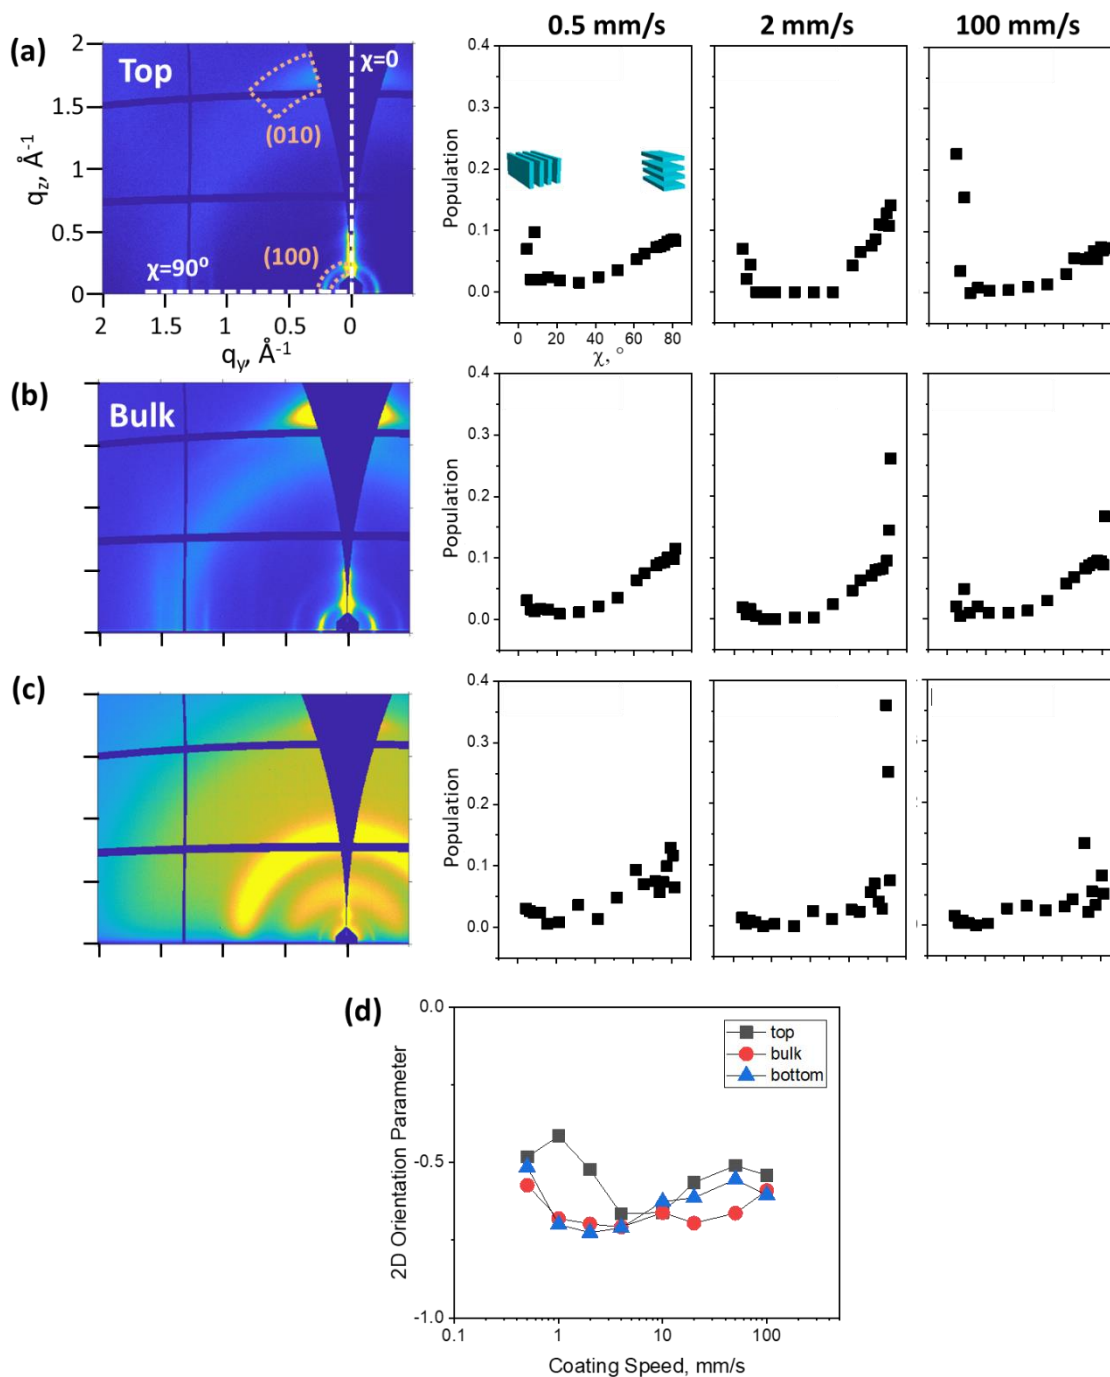 0.5 mm/s 2 mm/s 100 mm/s
(a)
Top
χ=0
(010)
(100)
χ=90º
2
1.5
1
0.5
0
qz, Å-1
2 1.5 1 0.5 0
qy, Å-1
0.4
0.3
0.2
0.1
0.0
Population
0 20 40 60 80
χ, °
(b)
Bulk
0.4
0.3
0.2
0.1
0.0
Population
(c)
0.4
0.3
0.2
0.1
0.0
Population
(d)
0.0
-0.5
-1.0
2D Orientation Parameter
top
bulk
bottom
0.1 1 10 100
Coating Speed, mm/s